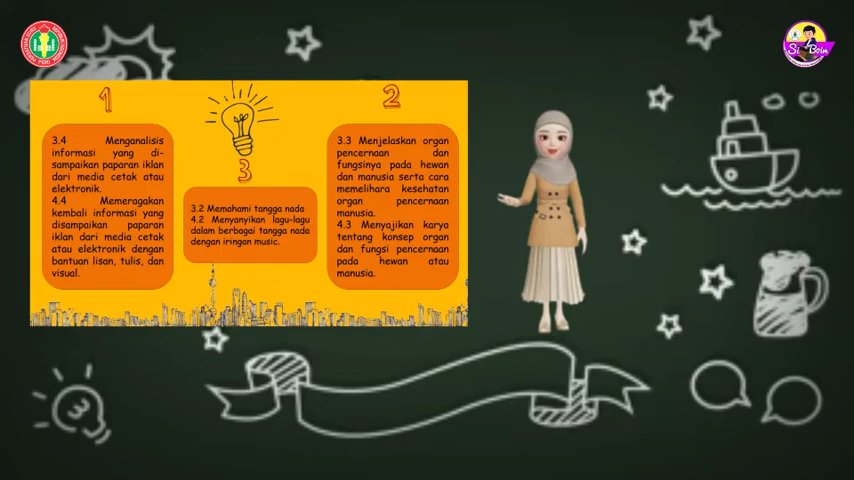 1
3.4 Menganalisis
informasi yang di-
sampaikan paparan iklan
dari media cetak atau
elektronik.
4.4 Memeragakan
kembali informasi yang
disampaikan paparan
iklan dari media cetak
atau elektronik dengan
bantuan lisan, tulis, dan
visual.
3
3.2 Memahami tangga nada
4.2 Menyanyikan lagu-lagu
dalam berbagai tangga nada
dengan iringan music.
2
3.3 Menjelaskan organ
pencernaan dan
fungsinya pada hewan
dan manusia serta cara
memelihara kesehatan
organ pencernaan
manusia.
4.3 Menyajikan karya
tentang konsep organ
dan fungsi pencernaan
pada hewan atau
manusia.
PGRI
Si Boim